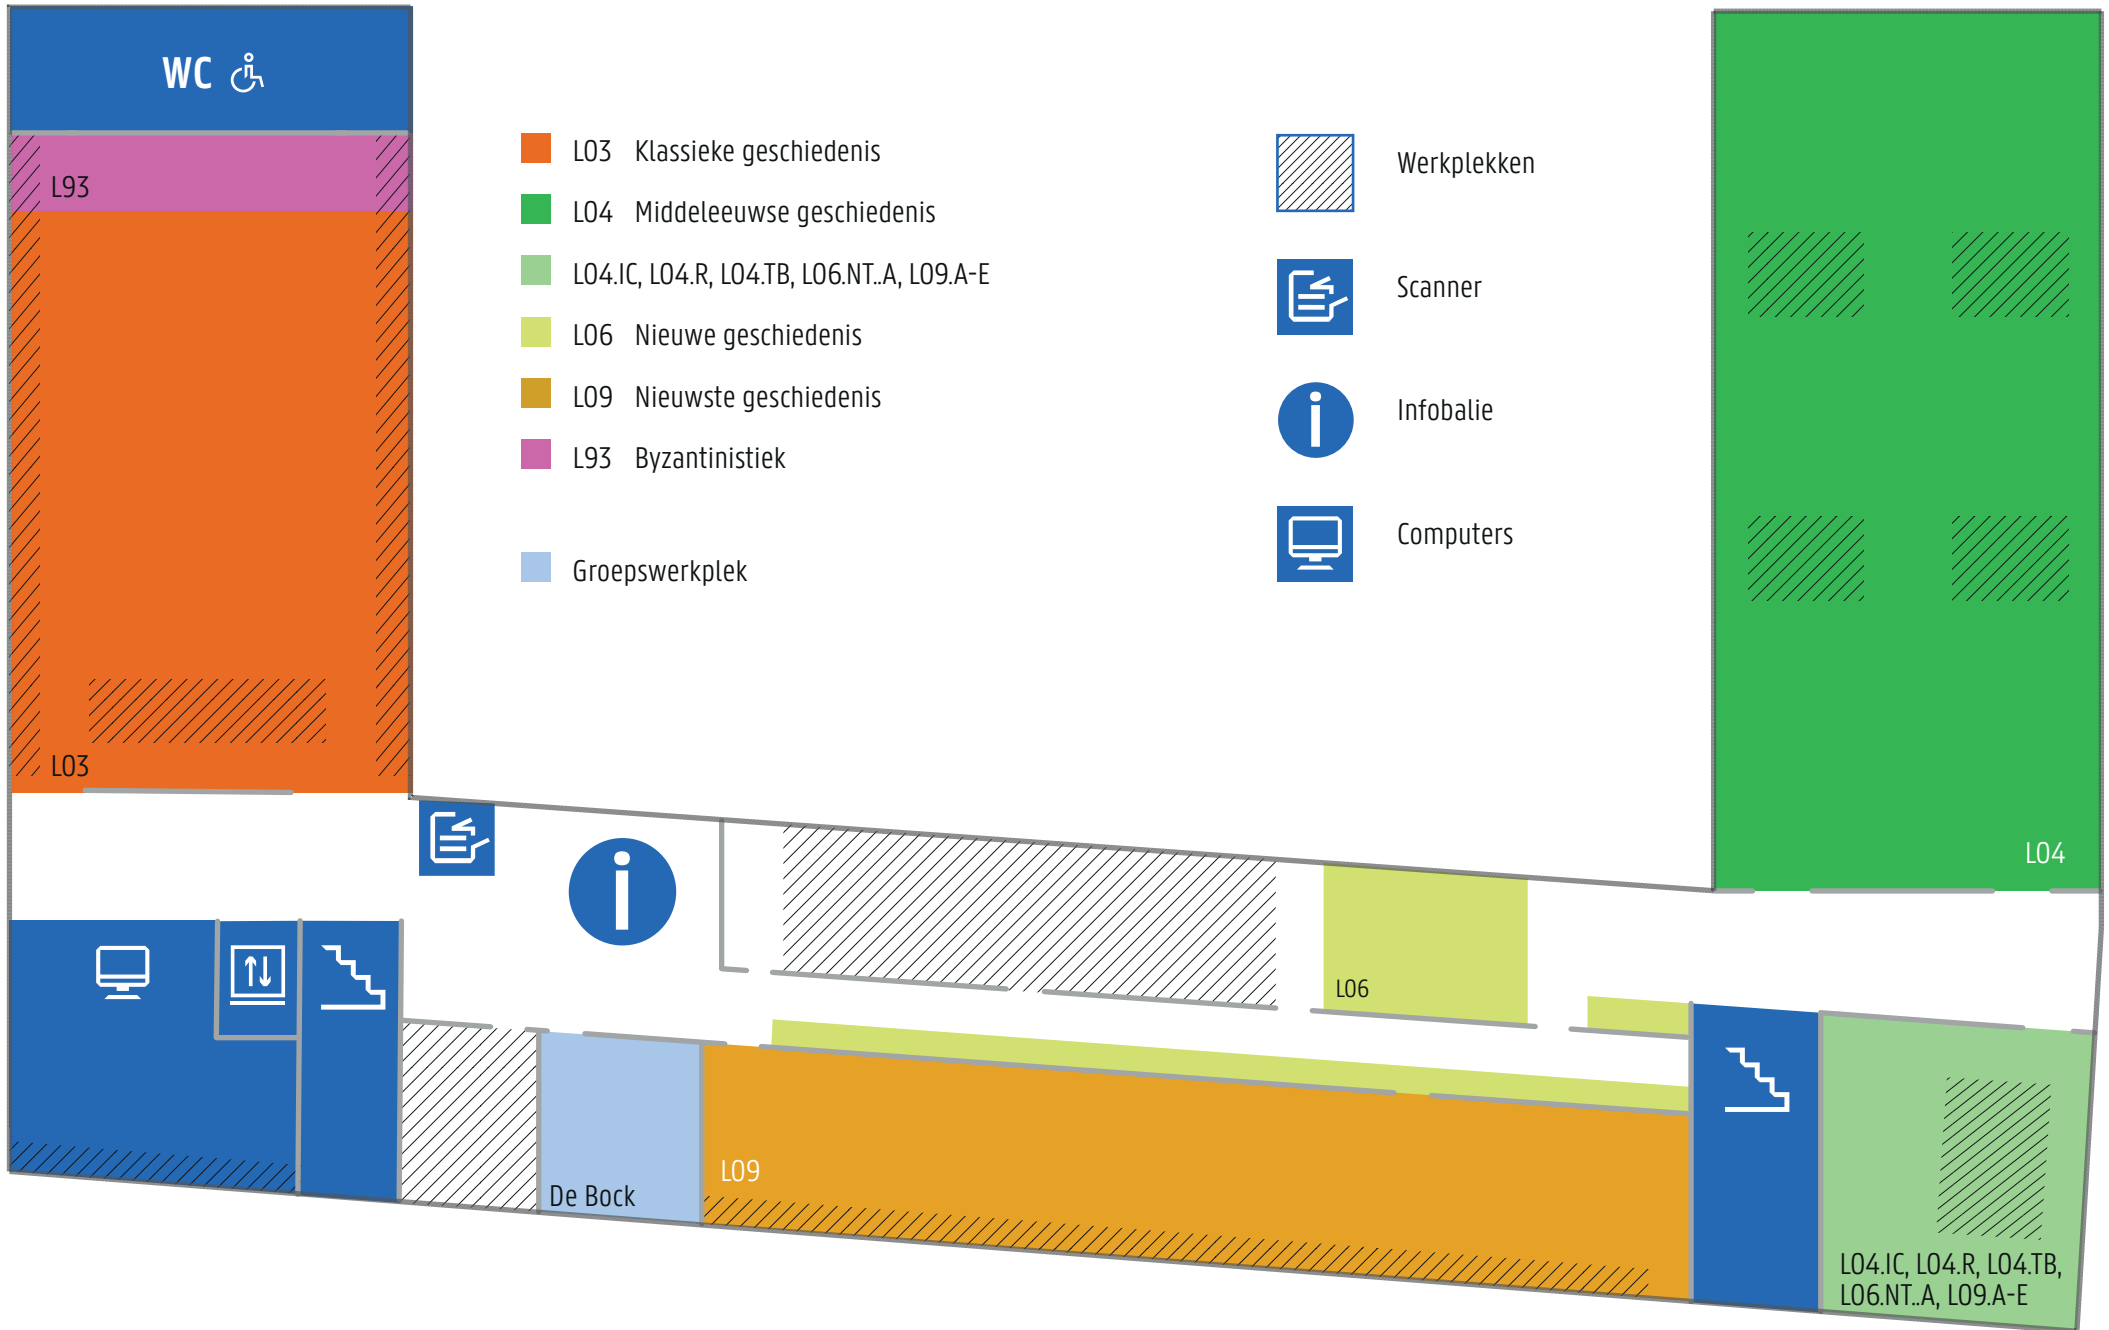 WC
L93
L03
L03 Klassieke geschiedenis
L04 Middeleeuwse geschiedenis
L04.IC, L04.R, L04.TB, L06.NT..A, L09.A-E
L06 Nieuwe geschiedenis
L09 Nieuwste geschiedenis
L93 Byzantinistiek
Groepswerkplek
Werkplekken
Scanner
Infobalie
Computers
L04
L06
De Bock
L09
L04.IC, L04.R, L04.TB,
L06.NT..A, L09.A-E